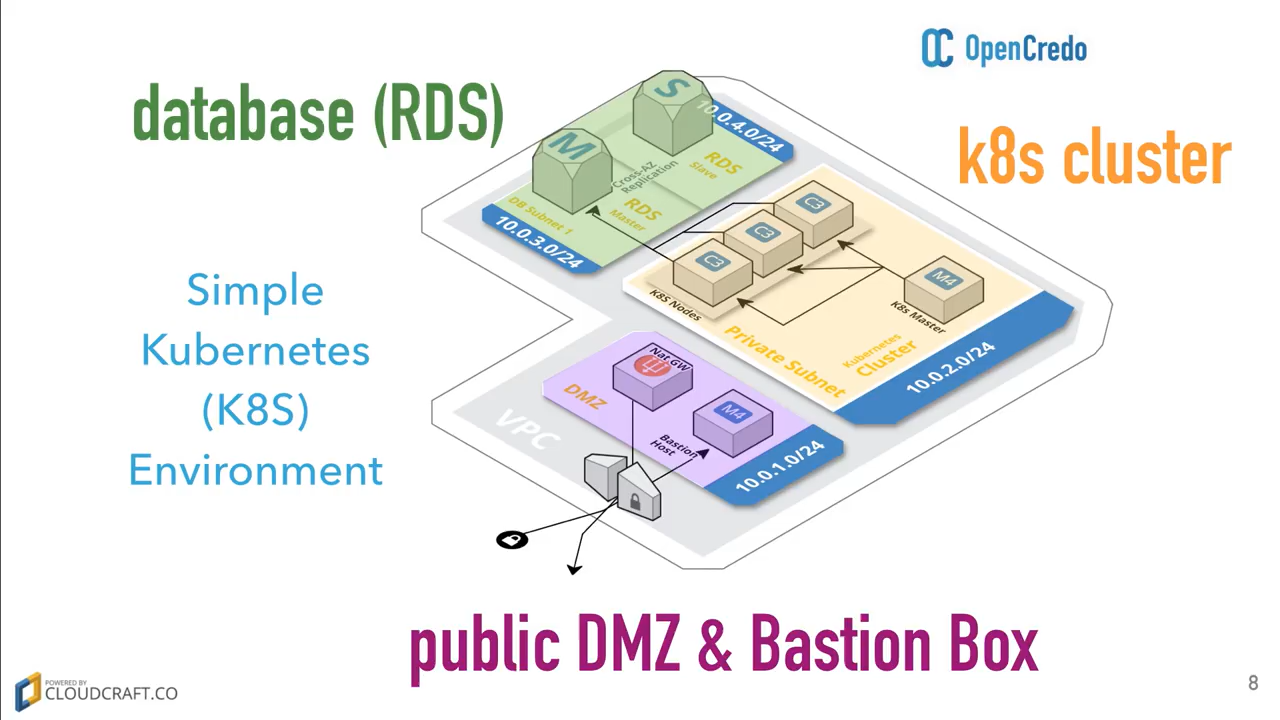 OpenCredo
database (RDS)
k8s cluster
S
10.0.4.0/24
M
Cross-AZ
Replication
RDS
Slave
RDS
Master
DB Subnet 1
10.0.3.0/24
C3
C3
C3
K8S Nodes
M4
K8s Master
Private Subnet
Kubernetes
Cluster
10.0.2.0/24
Simple
Kubernetes
(K8S)
Environment
Nat GW
DMZ
M4
Bastion
Host
VPC
10.0.1.0/24
public DMZ & Bastion Box
POWERED BY
CLOUDCRAFT.CO
8